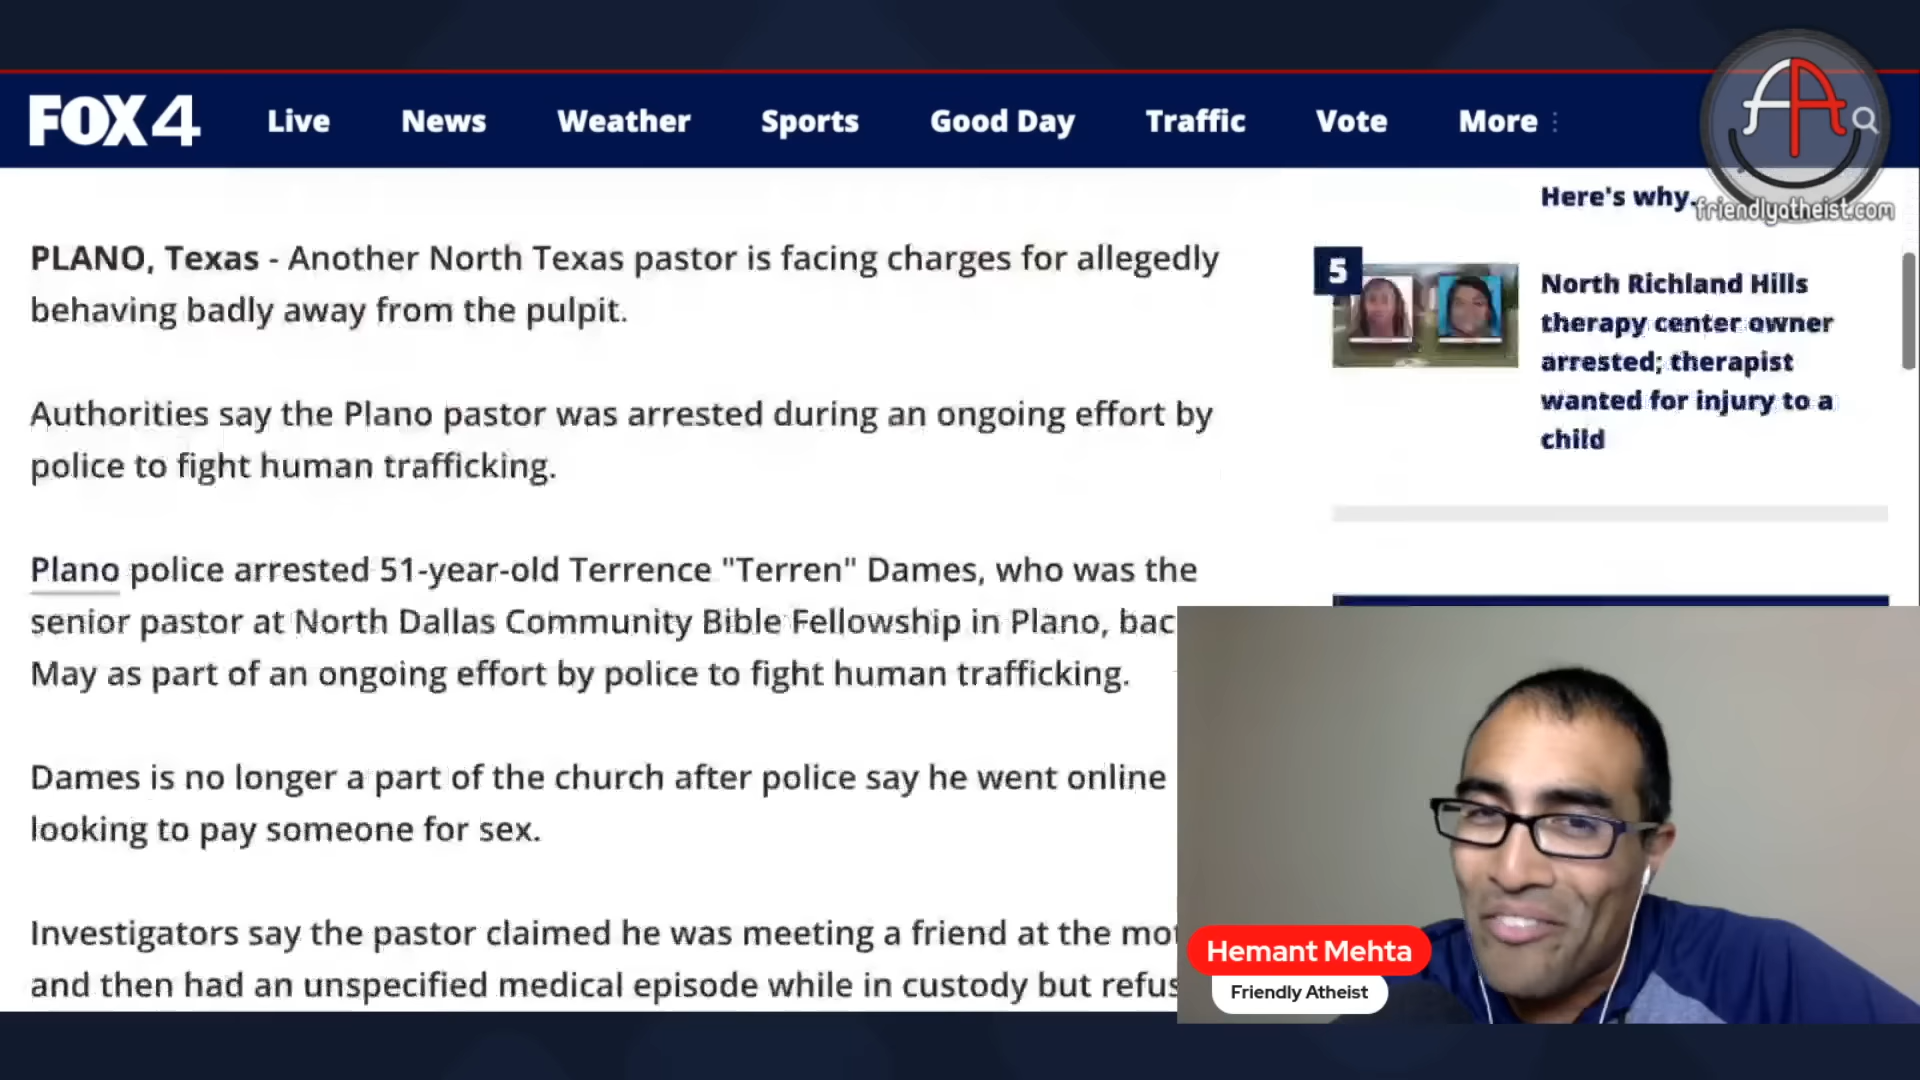 FOX 4 Live News Weather Sports Good Day Traffic Vote More
friendlyatheist.com
PLANO, Texas - Another North Texas pastor is facing charges for allegedly
behaving badly away from the pulpit.
Authorities say the Plano pastor was arrested during an ongoing effort by
police to fight human trafficking.
Plano police arrested 51-year-old Terrence "Terren" Dames, who was the
senior pastor at North Dallas Community Bible Fellowship in Plano, bac
May as part of an ongoing effort by police to fight human trafficking.
Dames is no longer a part of the church after police say he went online
looking to pay someone for sex.
Investigators say the pastor claimed he was meeting a friend at the mo
and then had an unspecified medical episode while in custody but refus
Here's why.
5
North Richland Hills
therapy center owner
arrested; therapist
wanted for injury to a
child
Hemant Mehta
Friendly Atheist